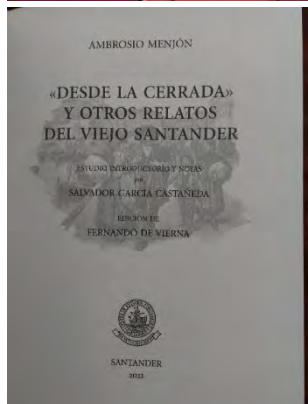 AMBROSIO MENJÓN
«DESDE LA CERRADA»
Y OTROS RELATOS
DEL VIEJO SANTANDER
ESTUDIO INTRODUCTORIO Y NOTAS
por
SALVADOR GARCÍA CASTAÑEDA
EDICIÓN DE
FERNANDO DE VIERNA
SANTANDER